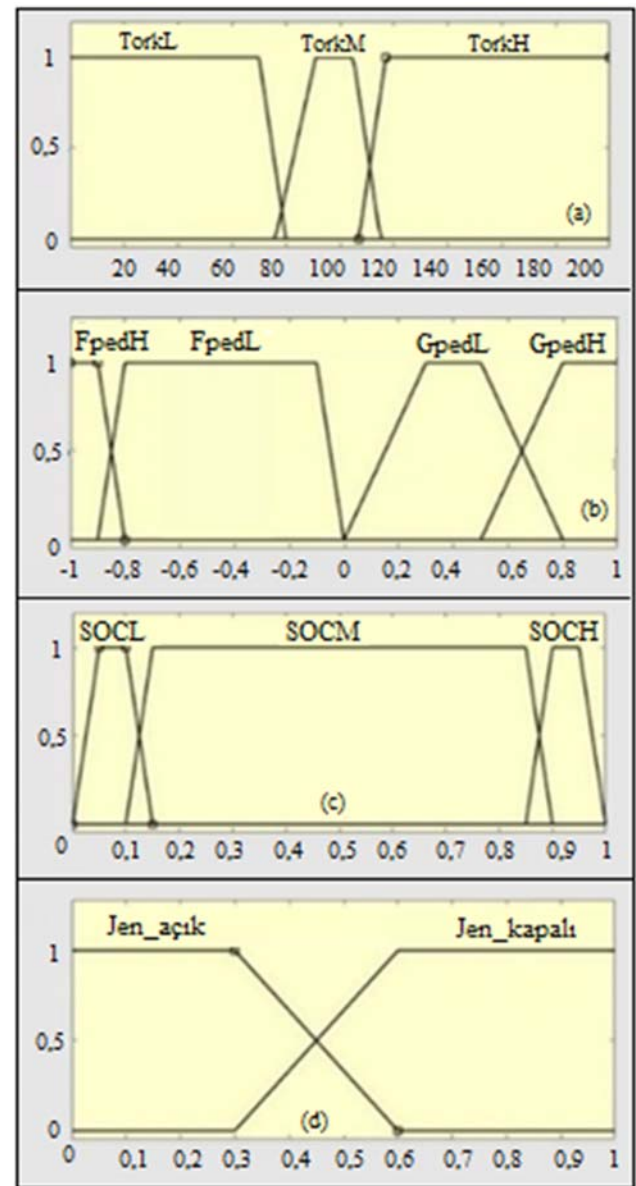 TorkL TorkM TorkH
1
0,5
(a)
0
20 40 60 80 100 120 140 160 180 200
FpedH FpedL GpedL GpedH
1
0,5
(b)
0
-1 -0,8 -0,6 -0,4 -0,2 0 0,2 0,4 0,6 0,8 1
SOCL SOCM SOCH
1
0,5
(c)
0 0,1 0,2 0,3 0,4 0,5 0,6 0,7 0,8 0,9 1
Jen_açık Jen_kapalı
1
0,5
(d)
0
0 0,1 0,2 0,3 0,4 0,5 0,6 0,7 0,8 0,9 1